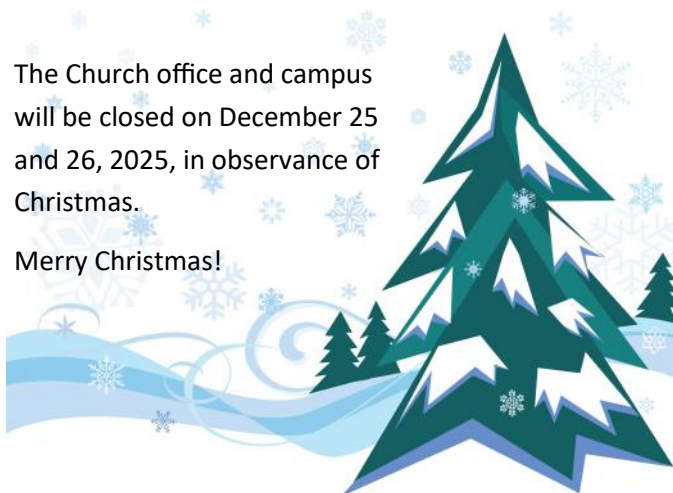 The Church office and campus
will be closed on December 25
and 26, 2025, in observance of
Christmas.
Merry Christmas!